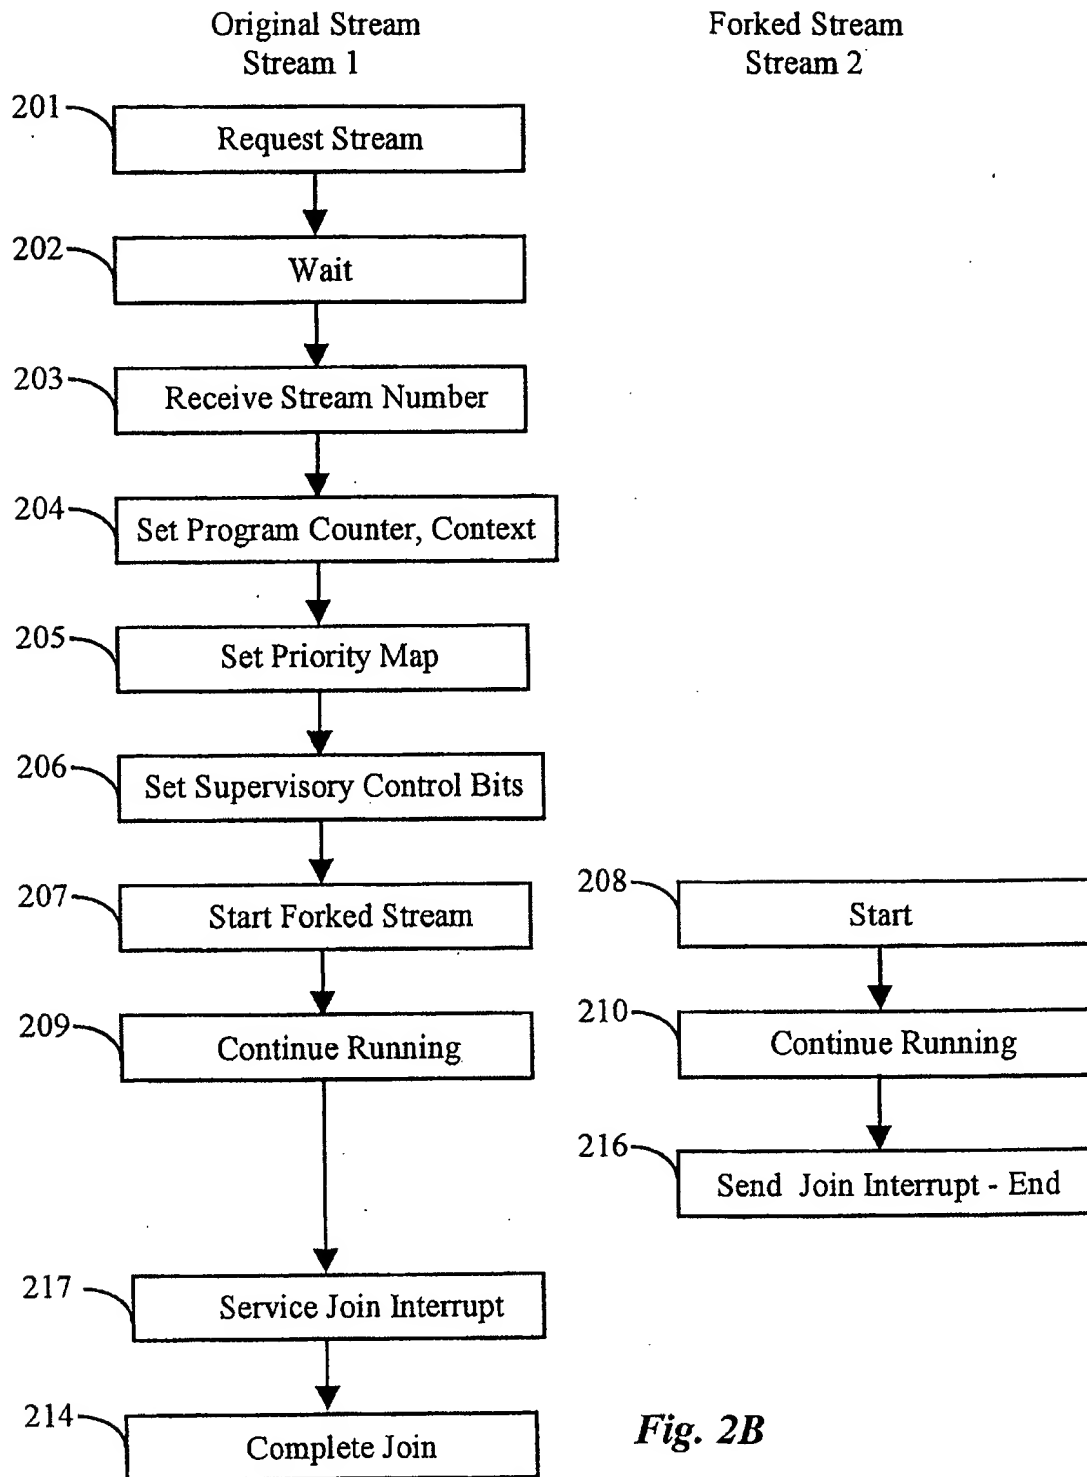 Original Stream
Stream 1
Forked Stream
Stream 2
201
Request Stream
202
Wait
203
Receive Stream Number
204
Set Program Counter, Context
205
Set Priority Map
206
Set Supervisory Control Bits
207
Start Forked Stream
208
Start
209
Continue Running
210
Continue Running
216
Send Join Interrupt - End
217
Service Join Interrupt
214
Complete Join
Fig. 2B